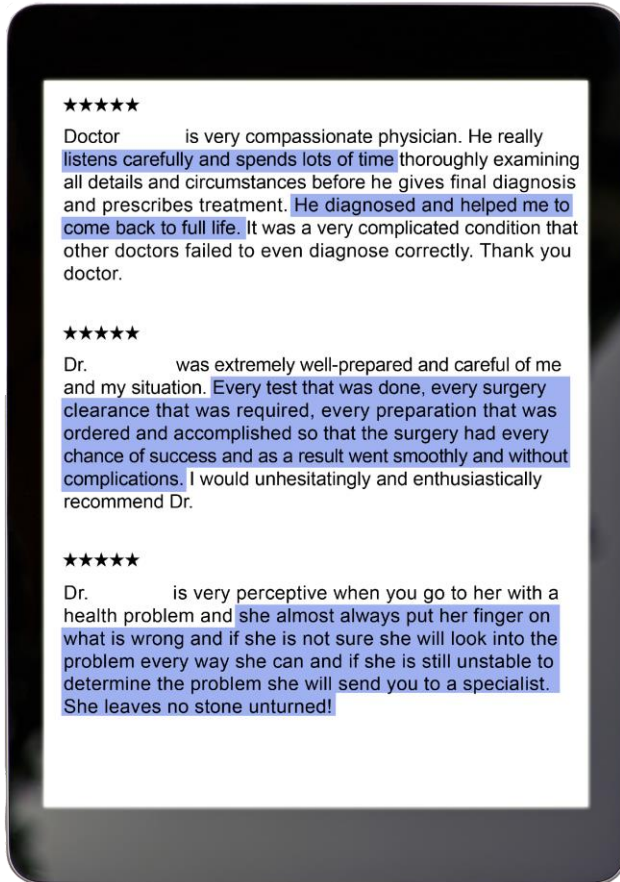 ★★★★★
Doctor is very compassionate physician. He really
listens carefully and spends lots of time thoroughly examining
all details and circumstances before he gives final diagnosis
and prescribes treatment. He diagnosed and helped me to
come back to full life. It was a very complicated condition that
other doctors failed to even diagnose correctly. Thank you
doctor.
★★★★★
Dr. was extremely well-prepared and careful of me
and my situation. Every test that was done, every surgery
clearance that was required, every preparation that was
ordered and accomplished so that the surgery had every
chance of success and as a result went smoothly and without
complications. I would unhesitatingly and enthusiastically
recommend Dr.
★★★★★
Dr. is very perceptive when you go to her with a
health problem and she almost always put her finger on
what is wrong and if she is not sure she will look into the
problem every way she can and if she is still unstable to
determine the problem she will send you to a specialist.
She leaves no stone unturned!